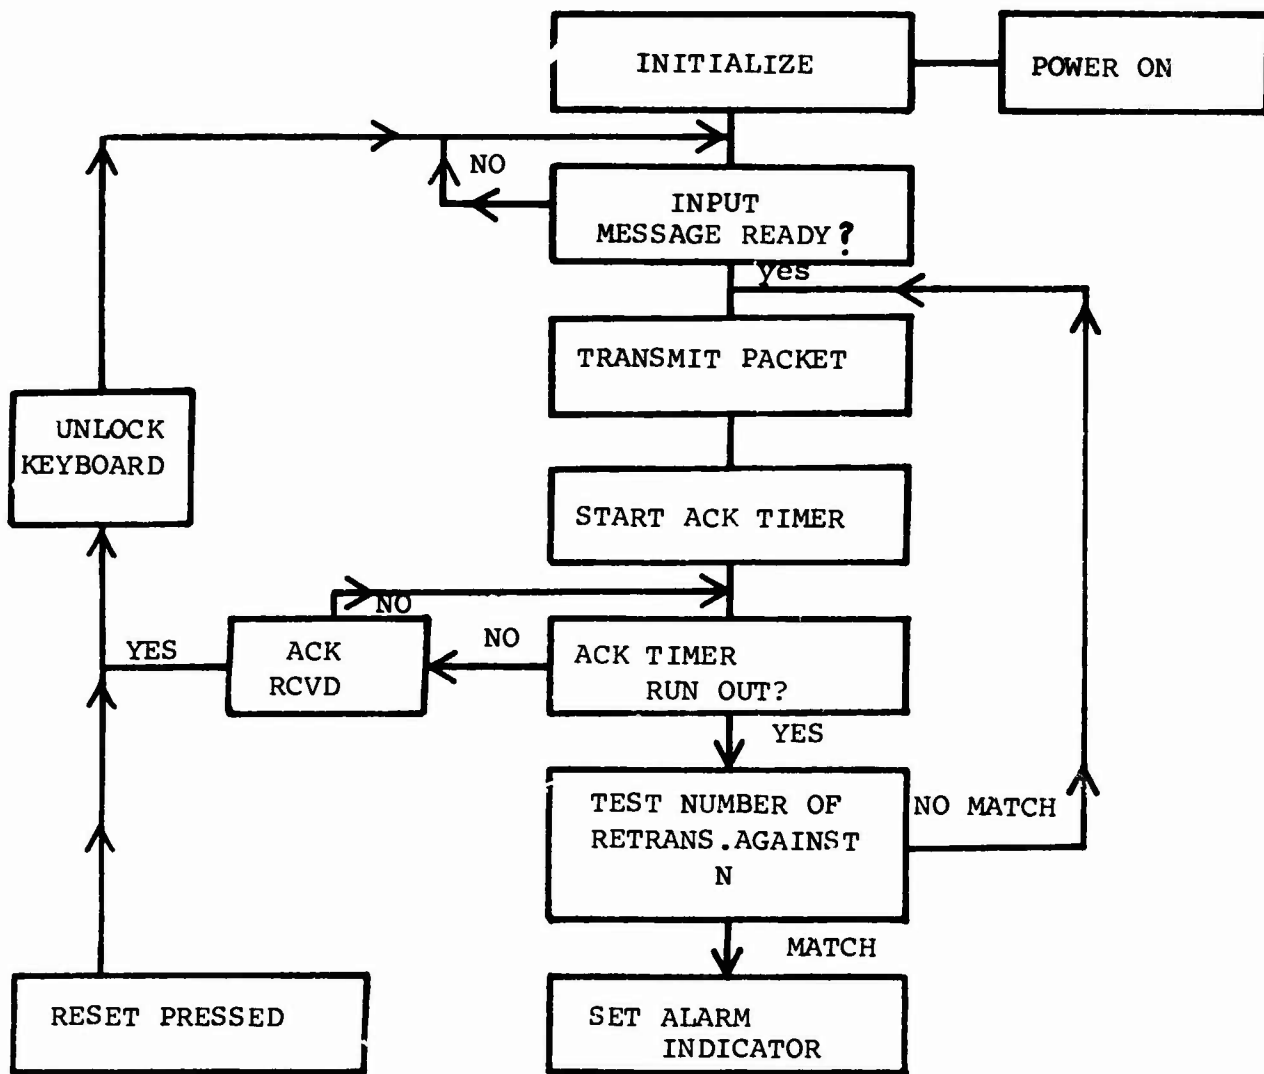 INITIALIZE
POWER ON
NO
INPUT
MESSAGE READY?
yes
TRANSMIT PACKET
UNLOCK
KEYBOARD
START ACK TIMER
NO
YES
ACK
RCVD
NO
ACK TIMER
RUN OUT?
YES
TEST NUMBER OF
RETRANS.AGAINST
N
NO MATCH
MATCH
RESET PRESSED
SET ALARM
INDICATOR